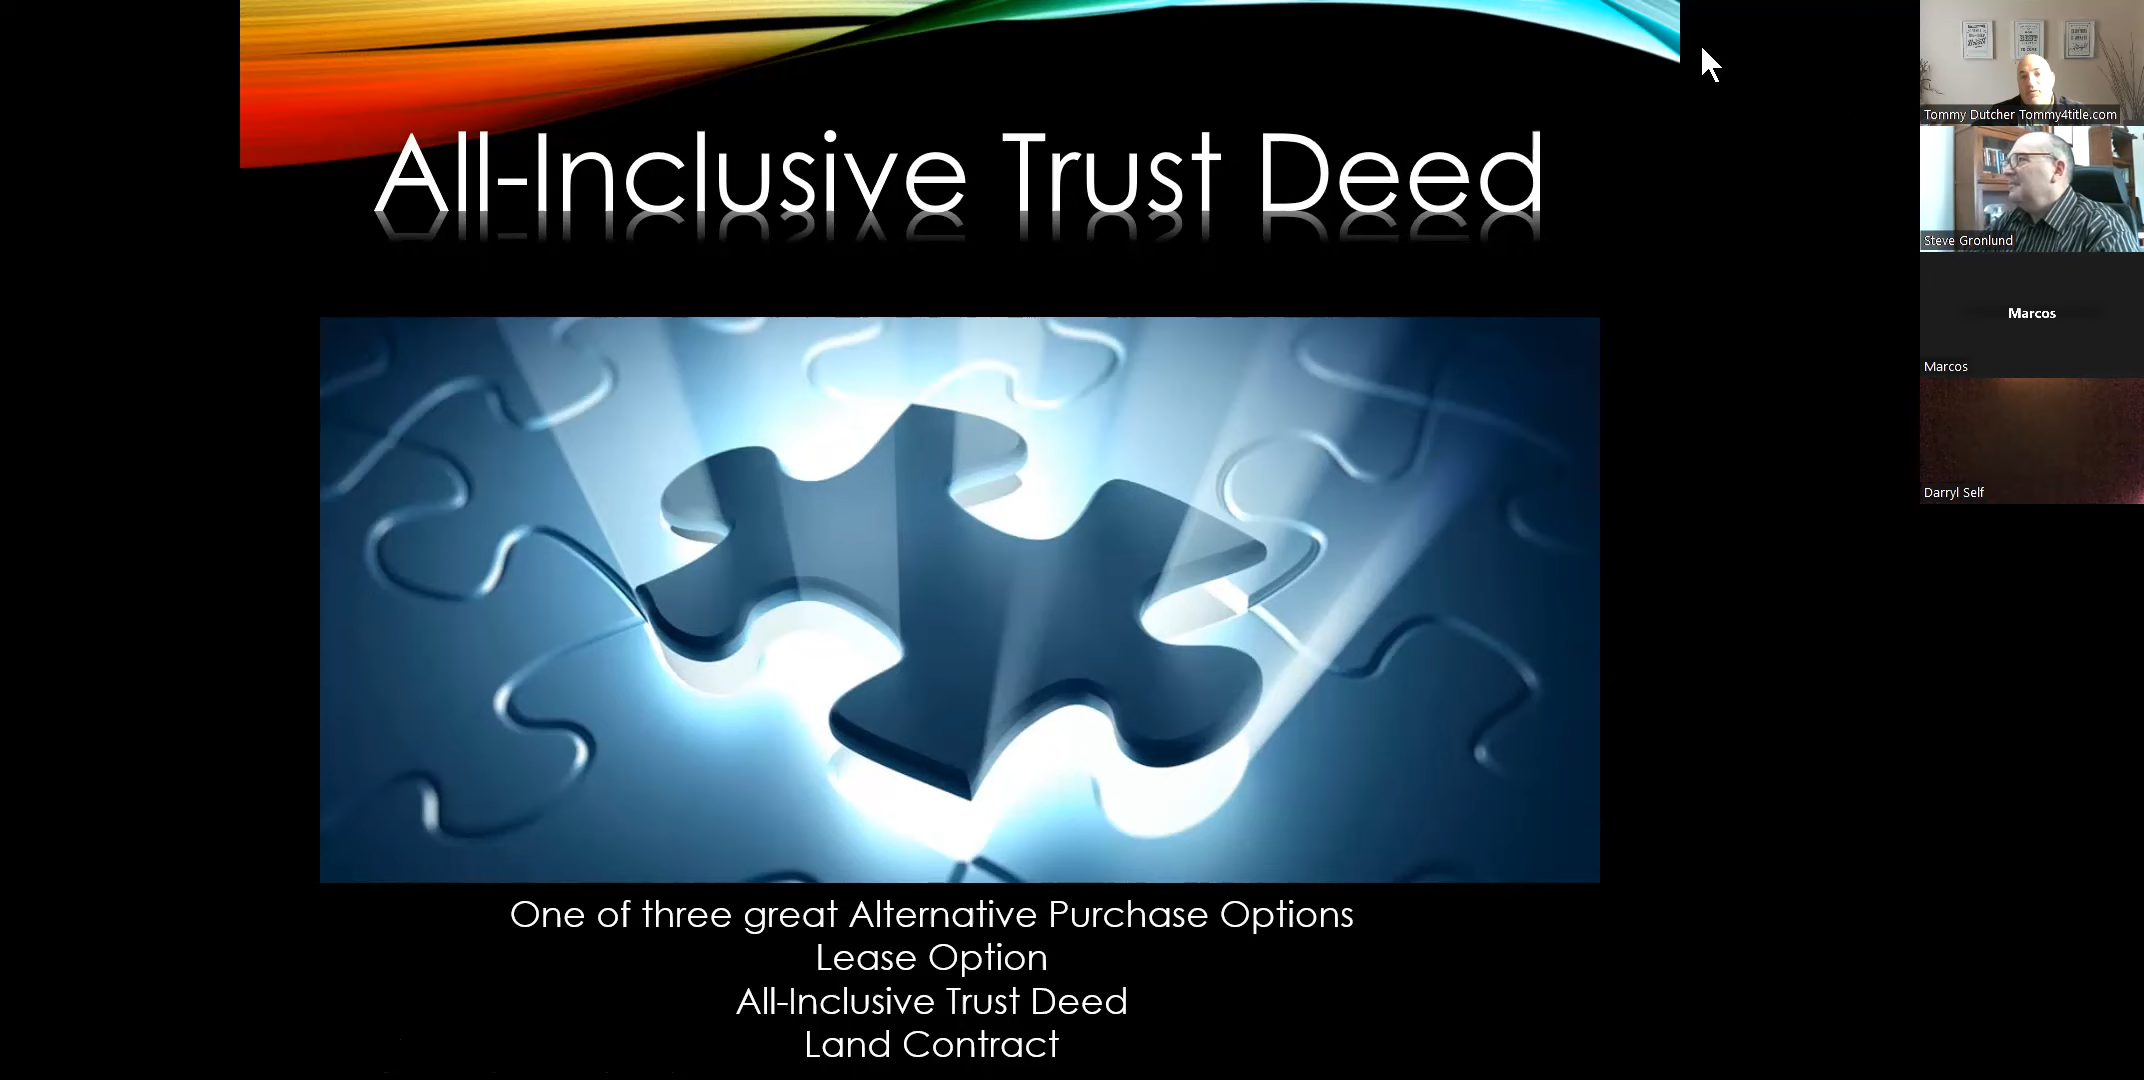 All-Inclusive Trust Deed
One of three great Alternative Purchase Options
Lease Option
All-Inclusive Trust Deed
Land Contract
Tommy Dutcher Tommy4title.com
Steve Gronlund
Marcos
Marcos
Darryl Self